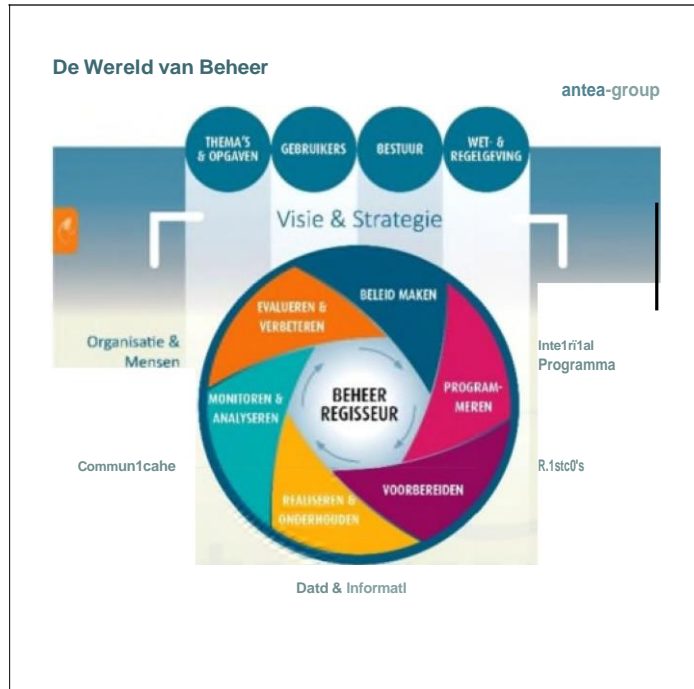 De Wereld van Beheer
antea-group
THEMA'S
& OPGAVEN
GEBRUIKERS
BESTUUR
WET- &
REGELGEVING
Visie & Strategie
EVALUEREN &
VERBETEREN
BELEID MAKEN
Organisatie &
Mensen
Inte1rï1al
Programma
MONITOREN &
ANALYSEREN
BEHEER
REGISSEUR
PROGRAM-
MEREN
Commun1cahe
R.1stc0's
REALISEREN &
ONDERHOUDEN
VOORBEREIDEN
Datd & Informatl